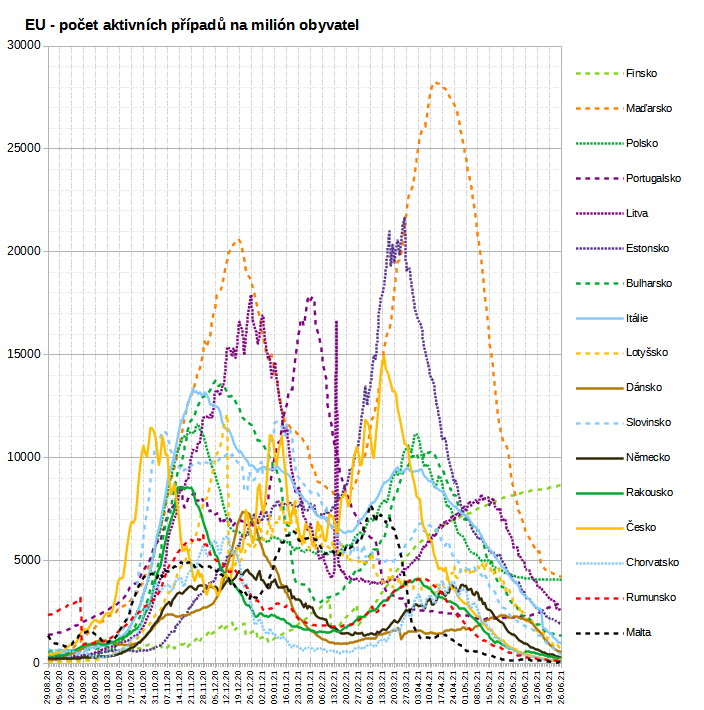 EU - počet aktivních případů na milión obyvatel
30000
25000
20000
15000
10000
5000
0
Finsko
Maďarsko
Polsko
Portugalsko
Litva
Estonsko
Bulharsko
Itálie
Lotyšsko
Dánsko
Slovinsko
Německo
Rakousko
Česko
Chorvatsko
Rumunsko
Malta
29.08.20
05.09.20
12.09.20
19.09.20
26.09.20
03.10.20
10.10.20
17.10.20
24.10.20
31.10.20
07.11.20
14.11.20
21.11.20
28.11.20
05.12.20
12.12.20
19.12.20
26.12.20
02.01.21
09.01.21
16.01.21
23.01.21
30.01.21
06.02.21
13.02.21
20.02.21
27.02.21
06.03.21
13.03.21
20.03.21
27.03.21
03.04.21
10.04.21
17.04.21
24.04.21
01.05.21
08.05.21
15.05.21
22.05.21
29.05.21
05.06.21
12.06.21
19.06.21
26.06.21